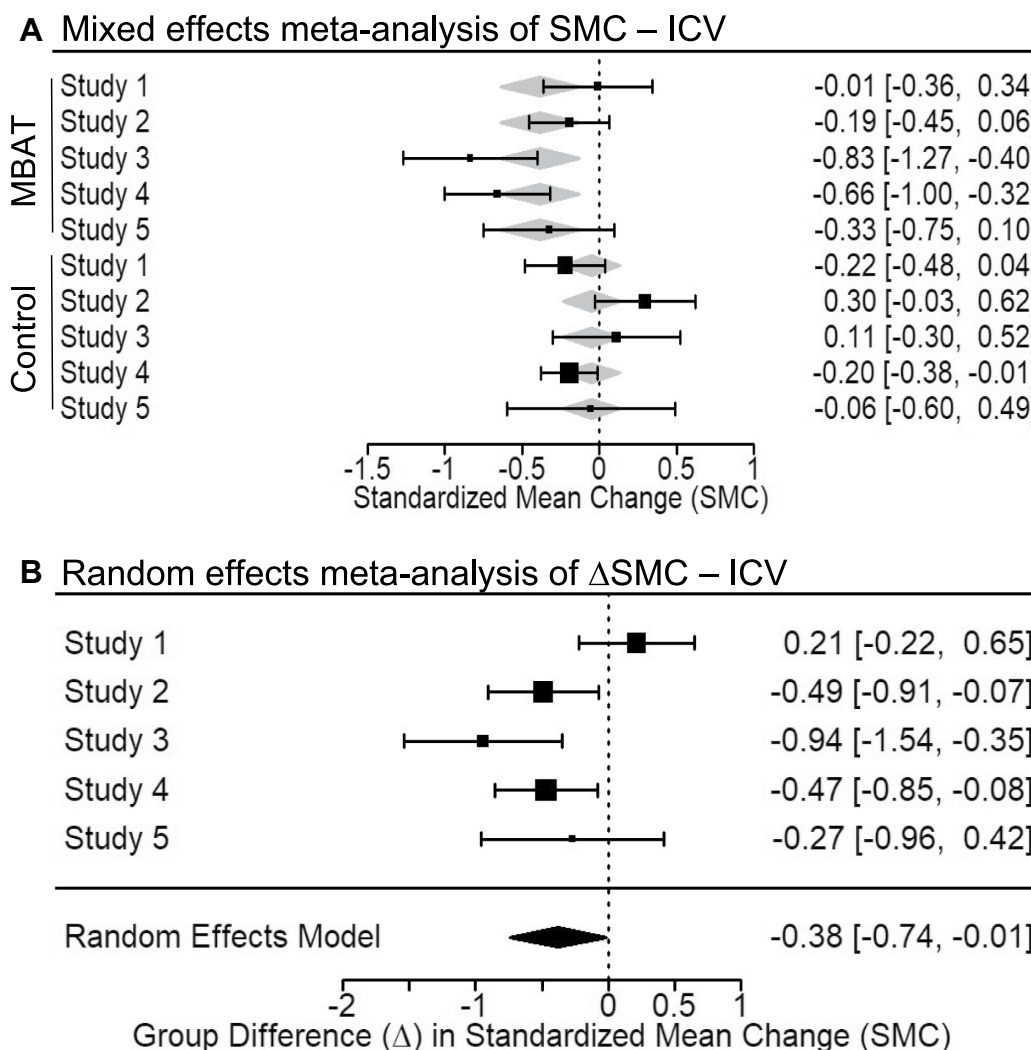 A Mixed effects meta-analysis of SMC – ICV
MBAT
Study 1 -0.01 [-0.36, 0.34
Study 2 -0.19 [-0.45, 0.06
Study 3 -0.83 [-1.27, -0.40
Study 4 -0.66 [-1.00, -0.32
Study 5 -0.33 [-0.75, 0.10
Control
Study 1 -0.22 [-0.48, 0.04
Study 2 0.30 [-0.03, 0.62
Study 3 0.11 [-0.30, 0.52
Study 4 -0.20 [-0.38, -0.01
Study 5 -0.06 [-0.60, 0.49
-1.5 -1 -0.5 0 0.5 1
Standardized Mean Change (SMC)
B Random effects meta-analysis of ΔSMC – ICV
Study 1 0.21 [-0.22, 0.65]
Study 2 -0.49 [-0.91, -0.07]
Study 3 -0.94 [-1.54, -0.35]
Study 4 -0.47 [-0.85, -0.08]
Study 5 -0.27 [-0.96, 0.42]
Random Effects Model -0.38 [-0.74, -0.01]
-2 -1 0 0.5 1
Group Difference (Δ) in Standardized Mean Change (SMC)